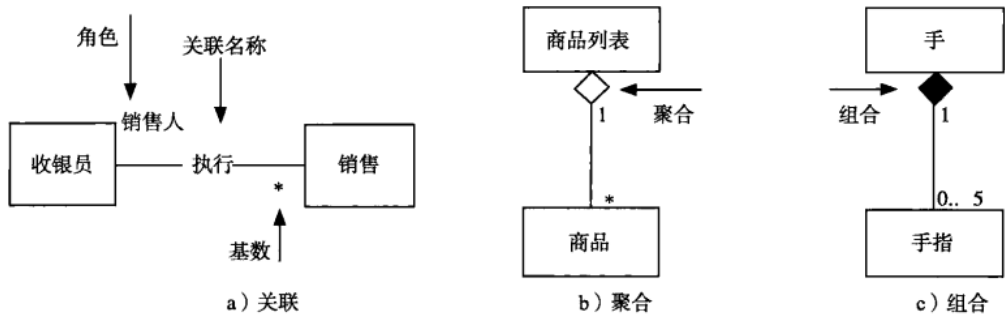 角色
关联名称
销售人
收银员
执行
销售
*
基数
a）关联
商品列表
聚合
1
*
商品
b）聚合
手
组合
1
0.. 5
手指
c）组合